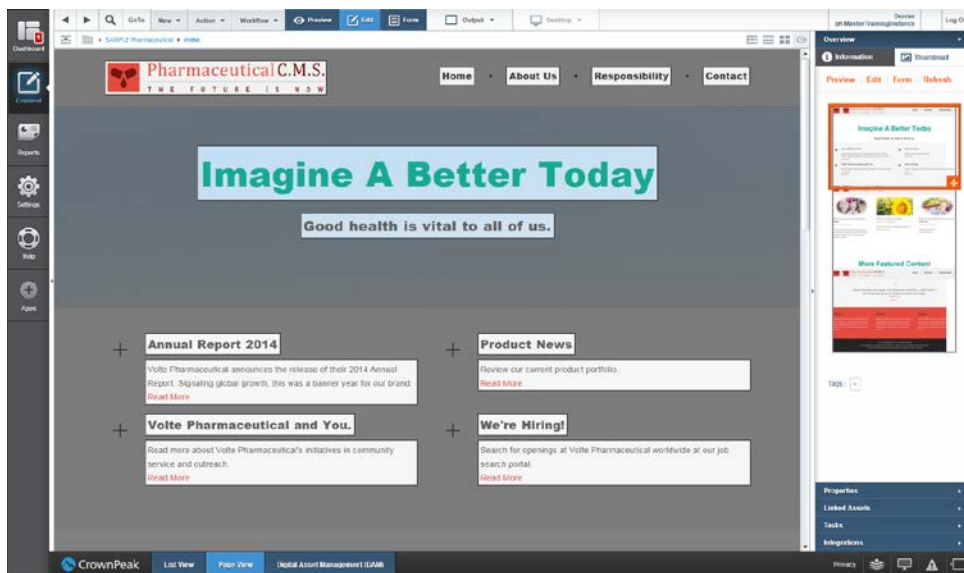 GoTo New Action Workflow Preview Edit Form Output Desktop
on MasterTrainingInstance
Log O
Dashboard
SAMPLE Pharmaceutical Index
Overview
Information Thumbnail
Preview Edit Form Refresh
Content
Reports
Settings
Help
Apps
Pharmaceutical C.M.S.
THE FUTURE IS NOW
Home About Us Responsibility Contact
Imagine A Better Today
Good health is vital to all of us.
Annual Report 2014
Volte Pharmaceutical announces the release of their 2014 Annual
Report. Signaling global growth, this was a banner year for our brand.
Read More
Product News
Review our current product portfolio.
Read More
Volte Pharmaceutical and You.
Read more about Volte Pharmaceutical's initiatives in community
service and outreach.
Read More
We're Hiring!
Search for openings at Volte Pharmaceutical worldwide at our job
search portal.
Read More
Imagine A Better Today
More Featured Content
Tags:
Properties
Linked Assets
Tasks
Integrations
CrownPeak List View Page View Digital Asset Management (DAM) Privacy